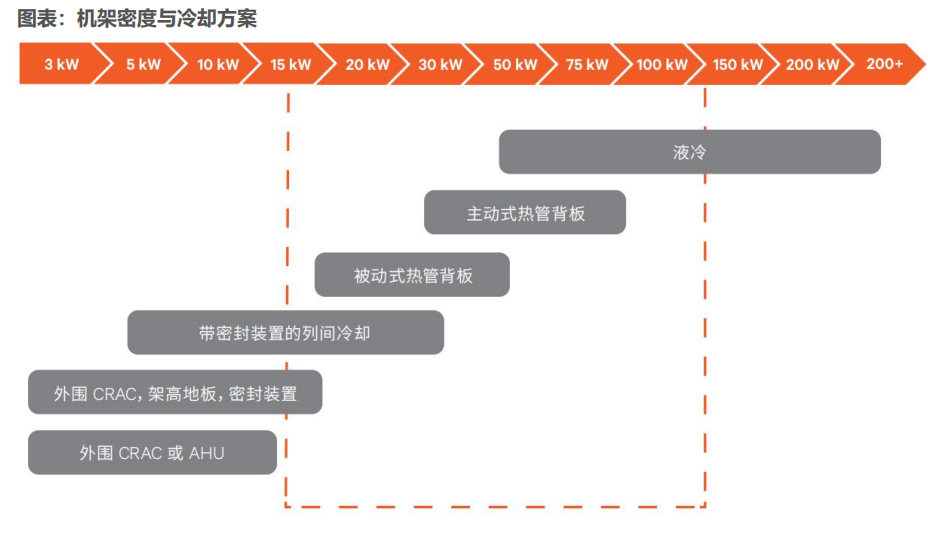 图表：机架密度与冷却方案
3 kW 5 kW 10 kW 15 kW 20 kW 30 kW 50 kW 75 kW 100 kW 150 kW 200 kW 200+
液冷
主动式热管背板
被动式热管背板
带密封装置的列间冷却
外围 CRAC, 架高地板, 密封装置
外围 CRAC 或 AHU